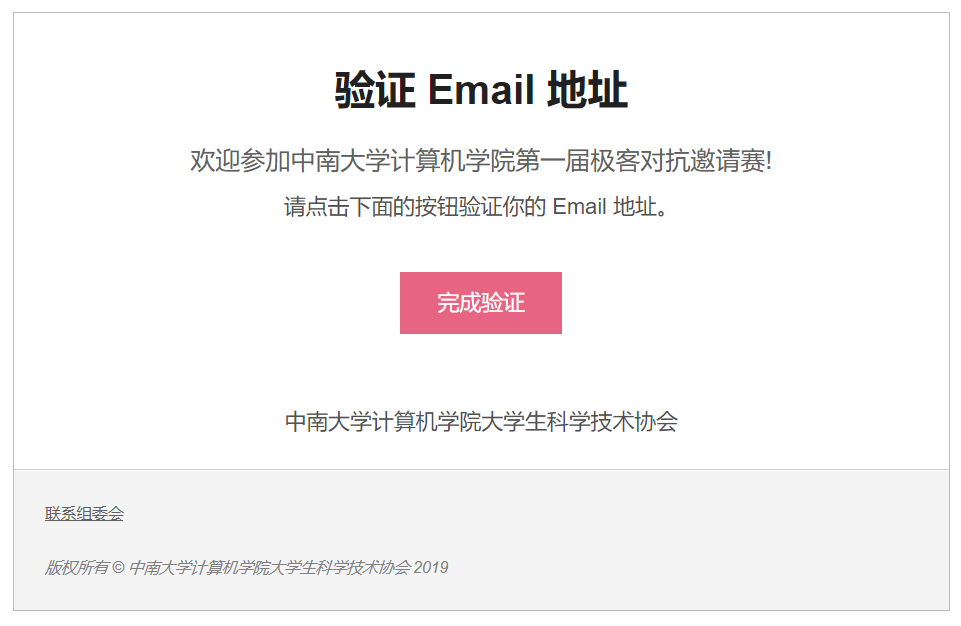 验证 Email 地址
欢迎参加中南大学计算机学院第一届极客对抗邀请赛!
请点击下面的按钮验证你的 Email 地址。
完成验证
中南大学计算机学院大学生科学技术协会
联系组委会
版权所有 © 中南大学计算机学院大学生科学技术协会 2019